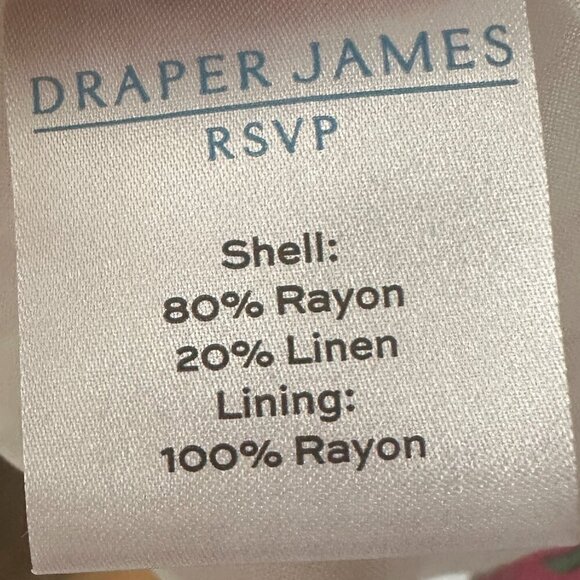 DRAPER JAMES
RSVP
Shell:
80% Rayon
20% Linen
Lining:
100% Rayon